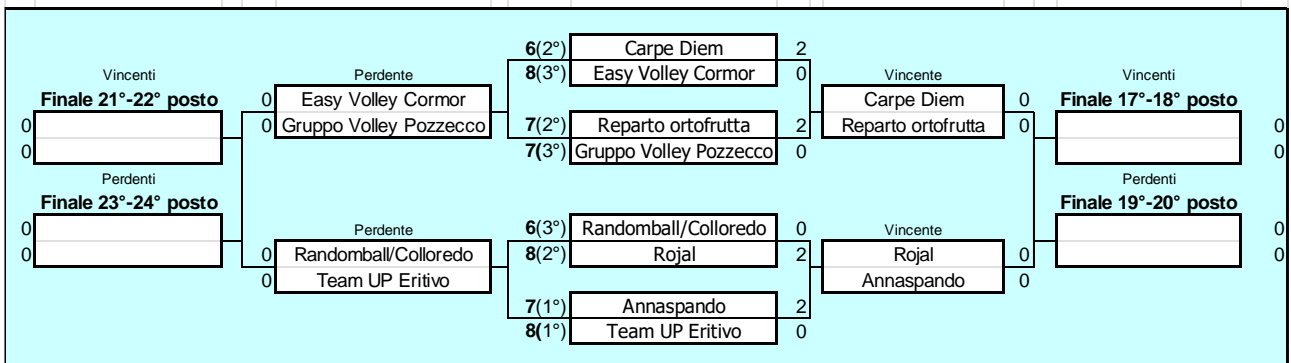 6(2°) Carpe Diem 2
8(3°) Easy Volley Cormor 0
Vincenti Perdente Vincente Vincenti
Finale 21°-22° posto 0 Easy Volley Cormor Carpe Diem 0 Finale 17°-18° posto
0 0 Gruppo Volley Pozzecco 7(2°) Reparto ortofrutta 2 Reparto ortofrutta 0 0
0 7(3°) Gruppo Volley Pozzecco 0 0
Perdenti Perdenti
Finale 23°-24° posto Finale 19°-20° posto
0 Perdente 6(3°) Randomball/Colloredo 0 Vincente 0
0 0 Randomball/Colloredo 8(2°) Rojal 2 Rojal 0 0
0 Team UP Eritivo Annaspando 0
7(1°) Annaspando 2
8(1°) Team UP Eritivo 0